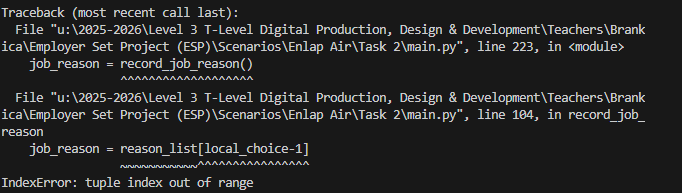 Traceback (most recent call last):
  File "u:\2025-2026\Level 3 T-Level Digital Production, Design & Development\Teachers\Brank
ica\Employer Set Project (ESP)\Scenarios\Enlap Air\Task 2\main.py", line 223, in <module>
    job_reason = record_job_reason()
                 ^^^^^^^^^^^^^^^^^^^
  File "u:\2025-2026\Level 3 T-Level Digital Production, Design & Development\Teachers\Brank
ica\Employer Set Project (ESP)\Scenarios\Enlap Air\Task 2\main.py", line 104, in record_job_
reason
    job_reason = reason_list[local_choice-1]
                 ~~~~~~~~~~~^^^^^^^^^^^^^^^^
IndexError: tuple index out of range